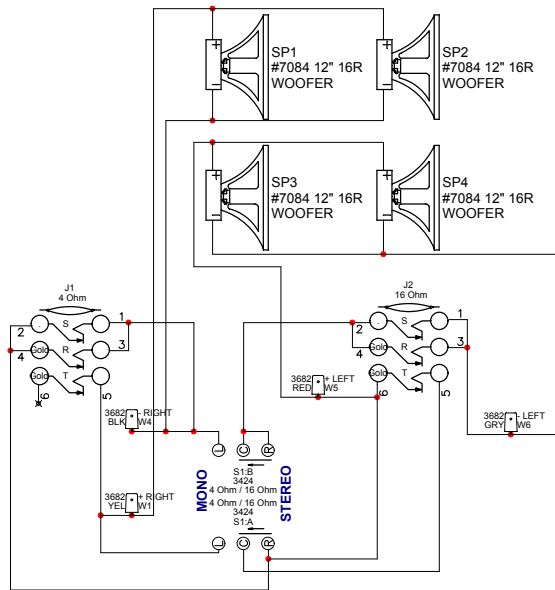 SP1
#7084 12" 16R
WOOFER
SP2
#7084 12" 16R
WOOFER
SP3
#7084 12" 16R
WOOFER
SP4
#7084 12" 16R
WOOFER
J1
4 Ohm
2
S
1
4
Gold
R
3
Gold
T
6
5
J2
16 Ohm
2
S
1
4
Gold
R
3
Gold
T
6
5
3682
RED
+ LEFT
W5
3682
BLK
- RIGHT
W4
3682
GRY
- LEFT
W6
3682
YEL
+ RIGHT
W1
L
C
R
MONO
S1:B
3424
4 Ohm / 16 Ohm
4 Ohm / 16 Ohm
3424
S1:A
STEREO
L
C
R